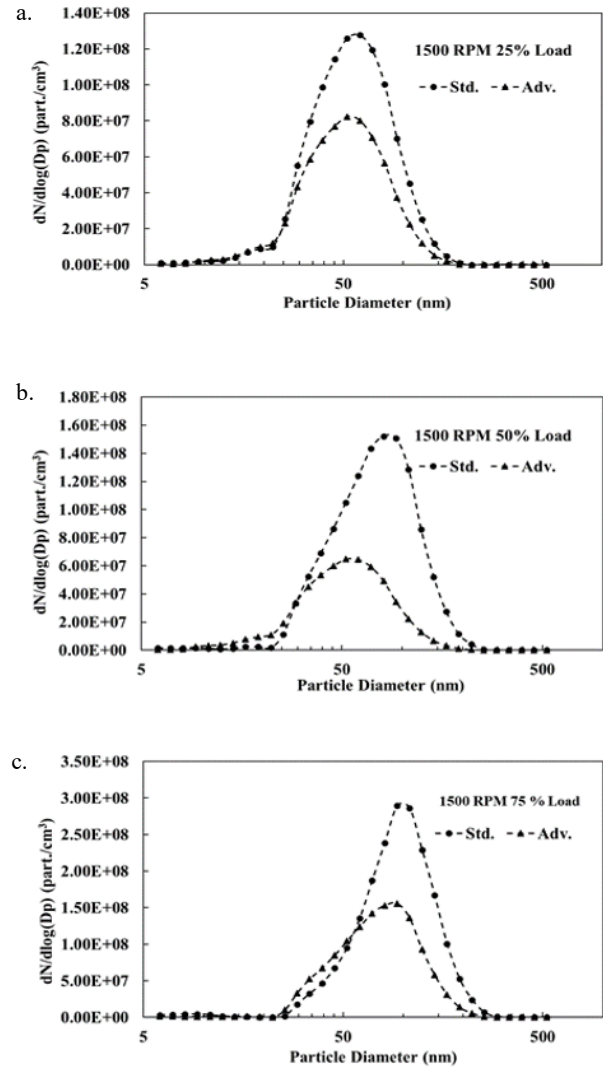 a.
1.40E+08
1.20E+08
1.00E+08
8.00E+07
6.00E+07
4.00E+07
2.00E+07
0.00E+00
dN/dlog(Dp) (part./cm³)
1500 RPM 25% Load
Std. Adv.
5 50 500
Particle Diameter (nm)
b.
1.80E+08
1.60E+08
1.40E+08
1.20E+08
1.00E+08
8.00E+07
6.00E+07
4.00E+07
2.00E+07
0.00E+00
dN/dlog(Dp) (part./cm³)
1500 RPM 50% Load
Std. Adv.
5 50 500
Particle Diameter (nm)
c.
3.50E+08
3.00E+08
2.50E+08
2.00E+08
1.50E+08
1.00E+08
5.00E+07
0.00E+00
dN/dlog(Dp) (part./cm³)
1500 RPM 75 % Load
Std. Adv.
5 50 500
Particle Diameter (nm)